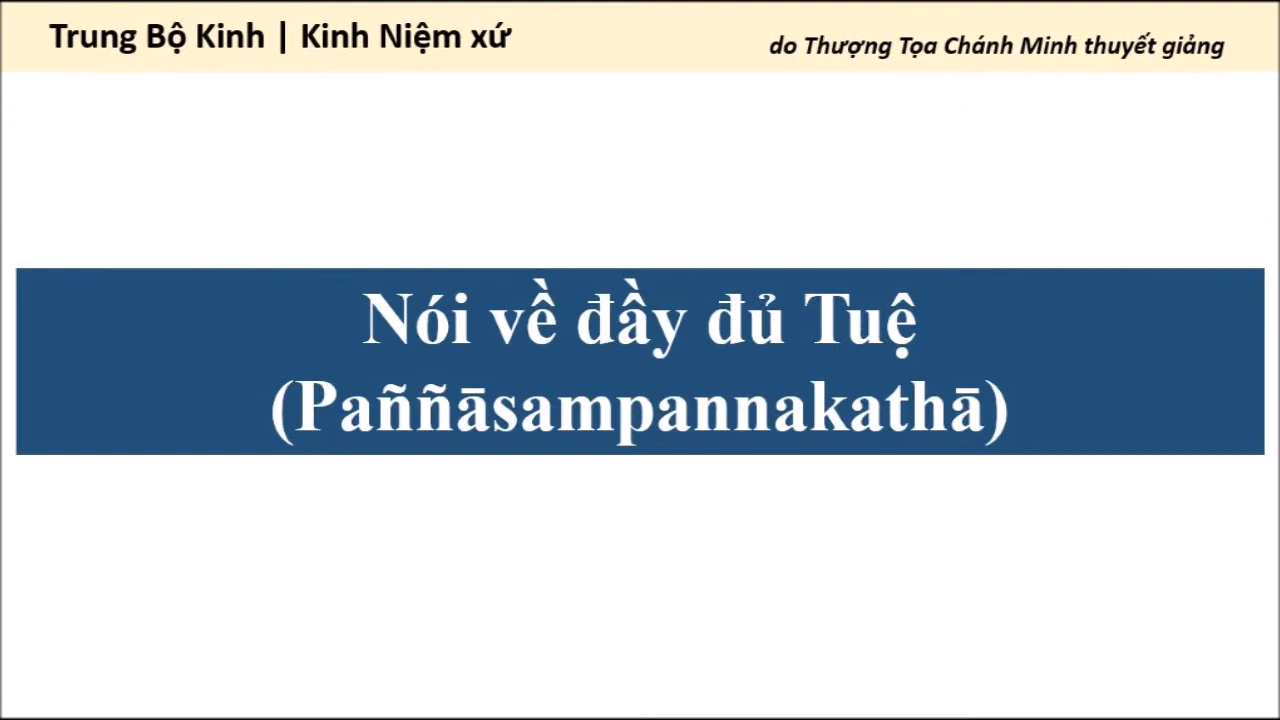 Trung Bộ Kinh | Kinh Niệm xứ
do Thượng Tọa Chánh Minh thuyết giảng
Nói về đầy đủ Tuệ
(Paññāsampannakathā)